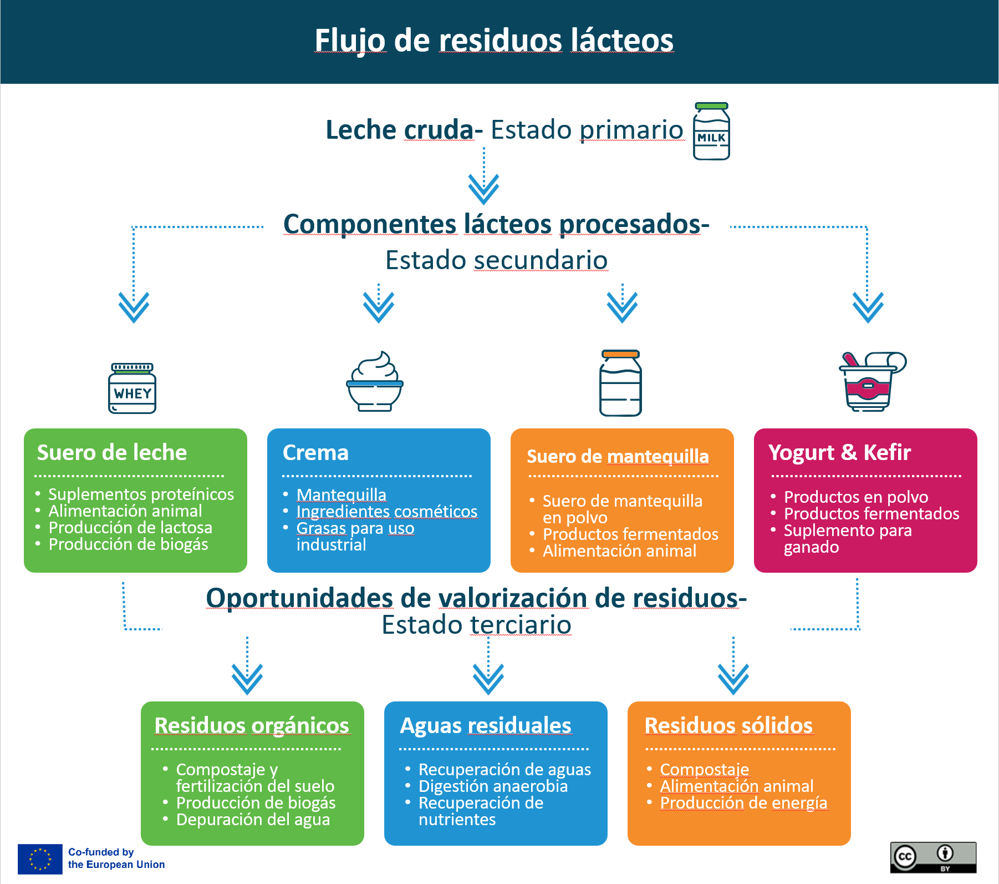 Flujo de residuos lácteos
Leche cruda- Estado primario
MILK
Componentes lácteos procesados-
Estado secundario
WHEY
Suero de leche
• Suplementos proteínicos
• Alimentación animal
• Producción de lactosa
• Producción de biogás
Crema
• Mantequilla
• Ingredientes cosméticos
• Grasas para uso
industrial
Suero de mantequilla
• Suero de mantequilla
en polvo
• Productos fermentados
• Alimentación animal
Yogurt & Kefir
• Productos en polvo
• Productos fermentados
• Suplemento para
ganado
Oportunidades de valorización de residuos-
Estado terciario
Residuos orgánicos
• Compostaje y
fertilización del suelo
• Producción de biogás
• Depuración del agua
Aguas residuales
• Recuperación de aguas
• Digestión anaerobia
• Recuperación de
nutrientes
Residuos sólidos
• Compostaje
• Alimentación animal
• Producción de energía
Co-funded by
the European Union
cc
BY